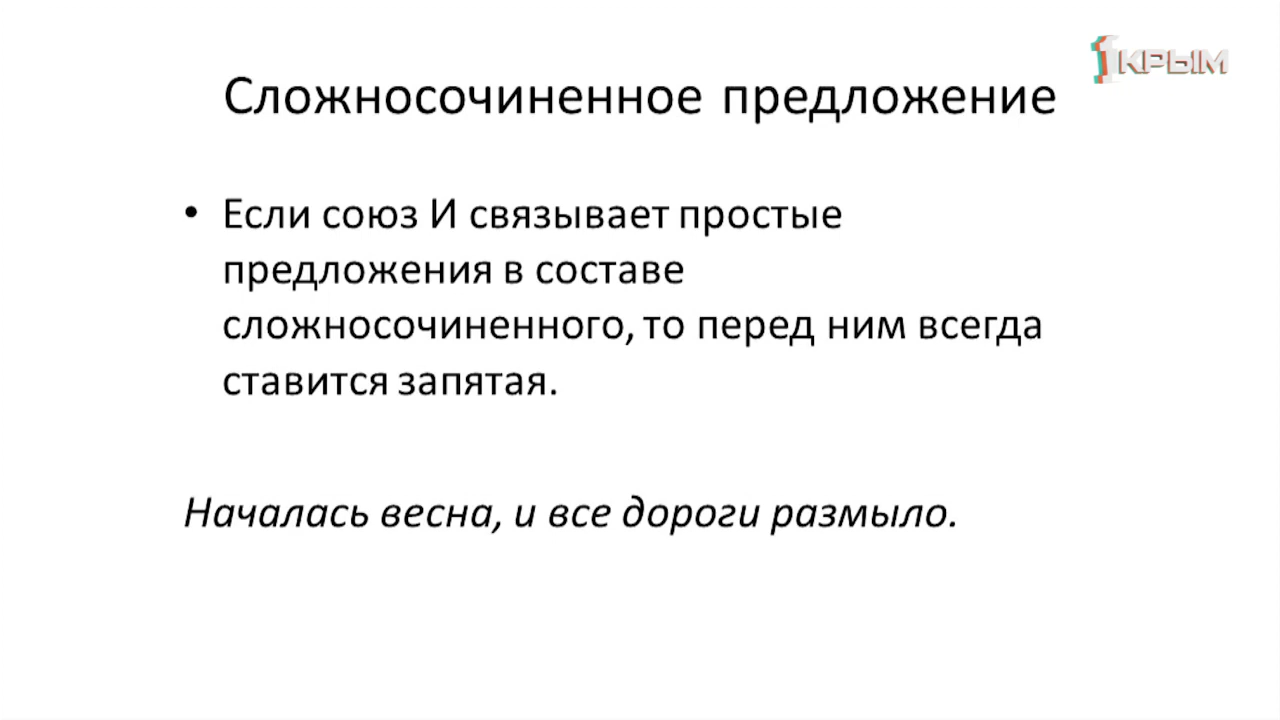 1КРЫМ
Сложносочиненное предложение
• Если союз И связывает простые
предложения в составе
сложносочиненного, то перед ним всегда
ставится запятая.
Началась весна, и все дороги размыло.